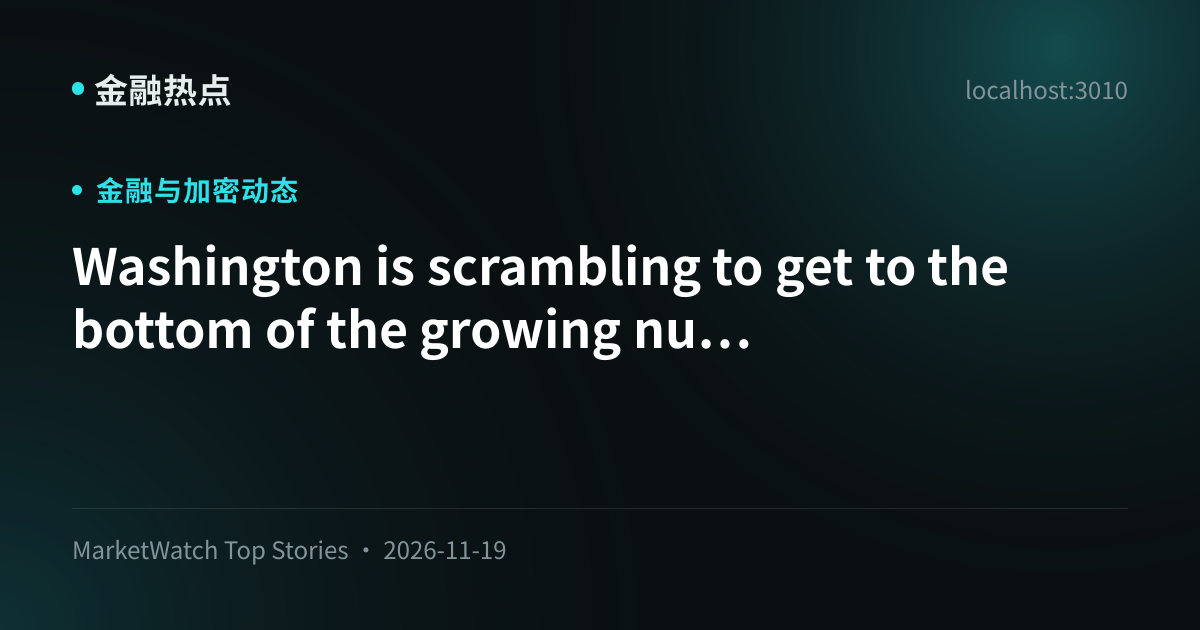 金融热点
localhost:3010
金融与加密动态
Washington is scrambling to get to the
bottom of the growing nu…
MarketWatch Top Stories · 2026-11-19